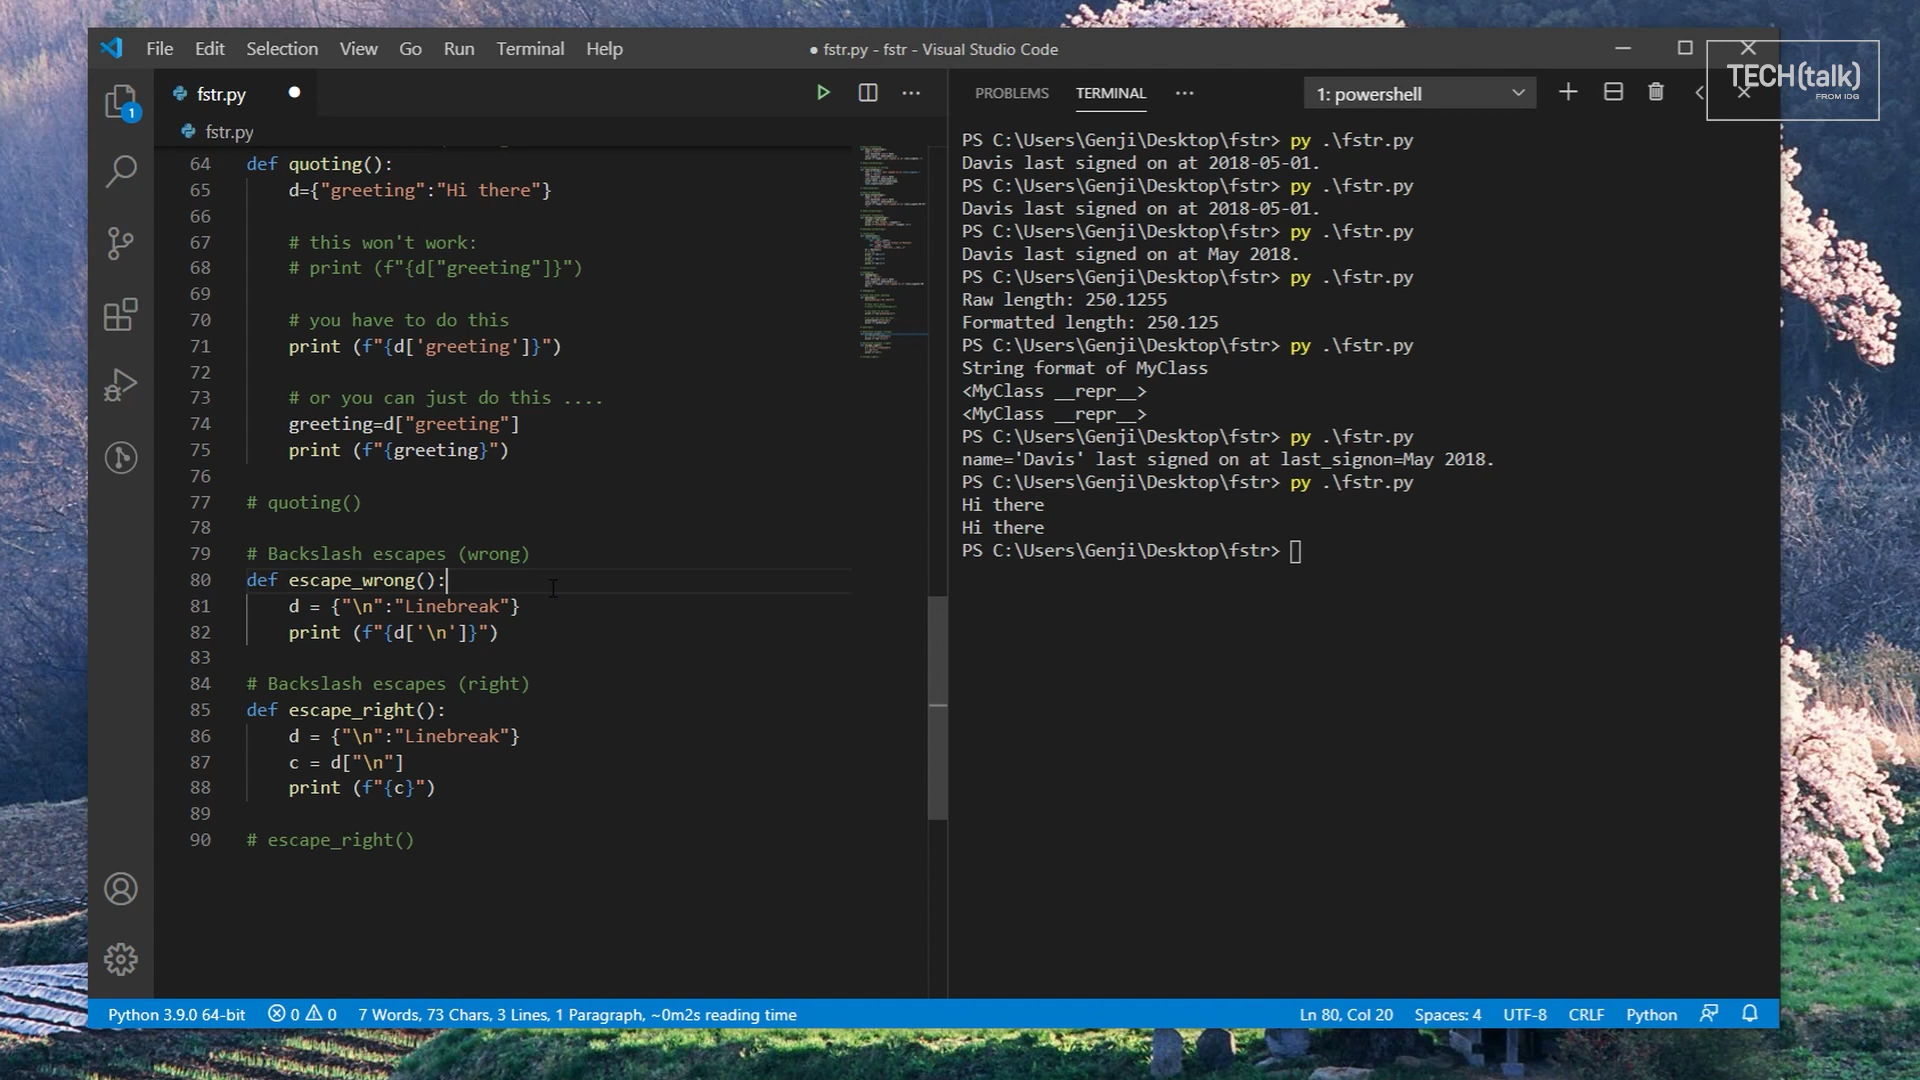 File Edit Selection View Go Run Terminal Help
● fstr.py - fstr - Visual Studio Code
TECH(talk)
FROM IDG
fstr.py
PROBLEMS TERMINAL ···
1: powershell
fstr.py
1
64 def quoting():
65 d={"greeting":"Hi there"}
66
67 # this won't work:
68 # print (f"{d["greeting"]}")
69
70 # you have to do this
71 print (f"{d['greeting']}")
72
73 # or you can just do this ....
74 greeting=d["greeting"]
75 print (f"{greeting}")
76
77 # quoting()
78
79 # Backslash escapes (wrong)
80 def escape_wrong():
81 d = {"\n":"Linebreak"}
82 print (f"{d['\n']}")
83
84 # Backslash escapes (right)
85 def escape_right():
86 d = {"\n":"Linebreak"}
87 c = d["\n"]
88 print (f"{c}")
89
90 # escape_right()
PS C:\Users\Genji\Desktop\fstr> py .\fstr.py
Davis last signed on at 2018-05-01.
PS C:\Users\Genji\Desktop\fstr> py .\fstr.py
Davis last signed on at 2018-05-01.
PS C:\Users\Genji\Desktop\fstr> py .\fstr.py
Davis last signed on at May 2018.
PS C:\Users\Genji\Desktop\fstr> py .\fstr.py
Raw length: 250.1255
Formatted length: 250.125
PS C:\Users\Genji\Desktop\fstr> py .\fstr.py
String format of MyClass
<MyClass __repr__>
<MyClass __repr__>
PS C:\Users\Genji\Desktop\fstr> py .\fstr.py
name='Davis' last signed on at last_signon=May 2018.
PS C:\Users\Genji\Desktop\fstr> py .\fstr.py
Hi there
Hi there
PS C:\Users\Genji\Desktop\fstr>
Python 3.9.0 64-bit 0 0 7 Words, 73 Chars, 3 Lines, 1 Paragraph, ~0m2s reading time
Ln 80, Col 20 Spaces: 4 UTF-8 CRLF Python